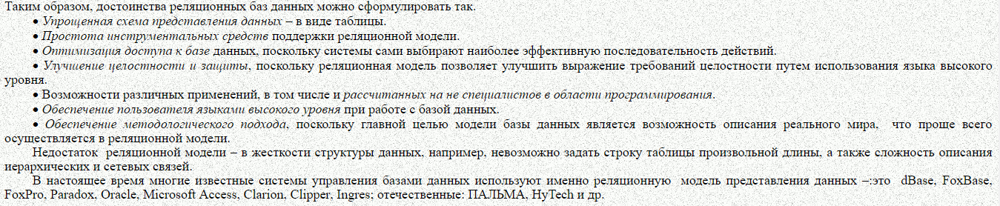 Таким образом, достоинства реляционных баз данных можно сформулировать так.
• Упрощенная схема представления данных – в виде таблицы.
• Простота инструментальных средств поддержки реляционной модели.
• Оптимизация доступа к базе данных, поскольку системы сами выбирают наиболее эффективную последовательность действий.
• Улучшение целостности и защиты, поскольку реляционная модель позволяет улучшить выражение требований целостности путем использования языка высокого
уровня.
• Возможности различных применений, в том числе и рассчитанных на не специалистов в области программирования.
• Обеспечение пользователя языками высокого уровня при работе с базой данных.
• Обеспечение методологического подхода, поскольку главной целью модели базы данных является возможность описания реального мира, что проще всего
осуществляется в реляционной модели.
Недостаток реляционной модели – в жесткости структуры данных, например, невозможно задать строку таблицы произвольной длины, а также сложность описания
иерархических и сетевых связей.
В настоящее время многие известные системы управления базами данных используют именно реляционную модель представления данных –:это dBase, FoxBase,
FoxPro, Paradox, Oracle, Microsoft Access, Clarion, Clipper, Ingres; отечественные: ПАЛЬМА, HyTech и др.